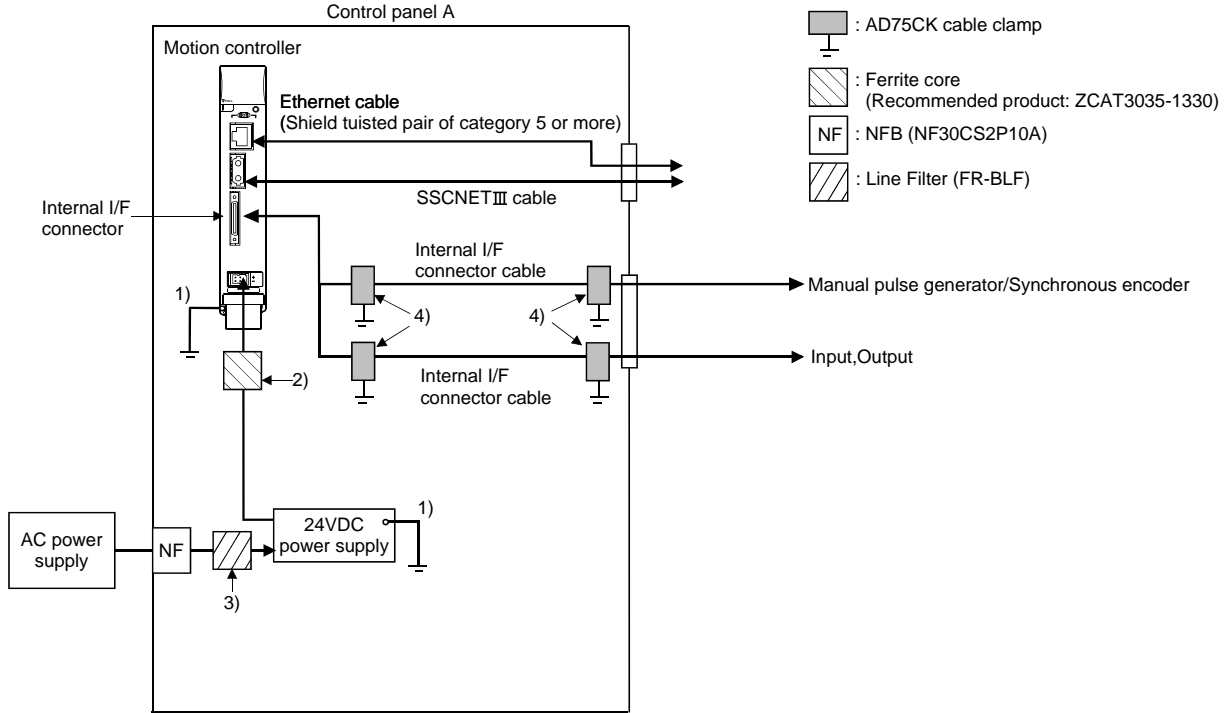 Control panel A
Motion controller
Ethernet cable
(Shield tuisted pair of category 5 or more)
SSCNETⅢ cable
Internal I/F
connector
Internal I/F
connector cable
Manual pulse generator/Synchronous encoder
1)
4)
4)
Input,Output
2)
Internal I/F
connector cable
1)
24VDC
power supply
AC power
supply
NF
3)
: AD75CK cable clamp
: Ferrite core
(Recommended product: ZCAT3035-1330)
NF
: NFB (NF30CS2P10A)
: Line Filter (FR-BLF)